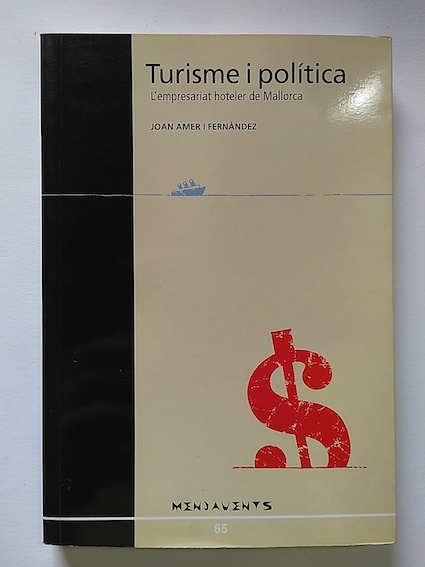 Turisme i política
L'empresariat hoteler de Mallorca
JOAN AMER I FERNÀNDEZ
$
MENJAVENTS
65